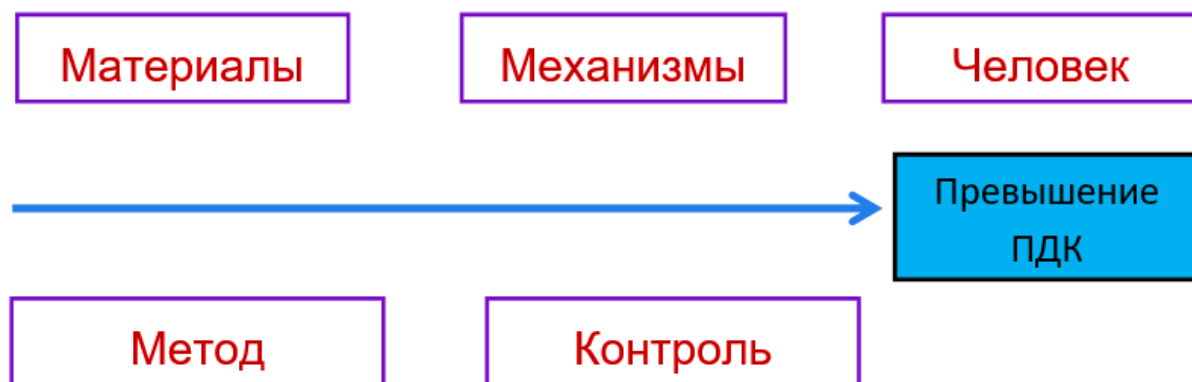 Материалы
Механизмы
Человек
Превышение
ПДК
Метод
Контроль